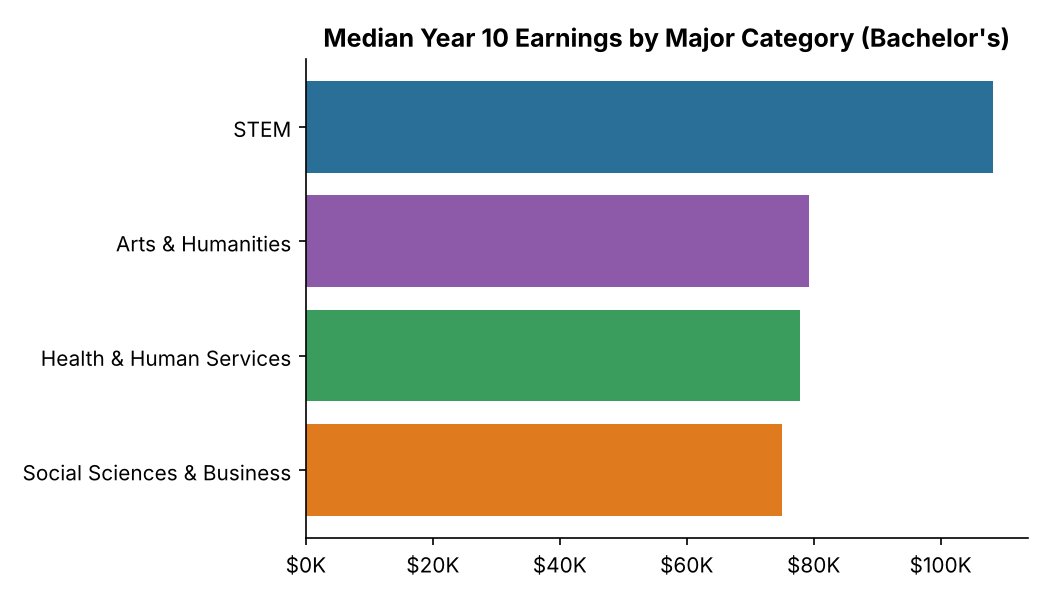 Median Year 10 Earnings by Major Category (Bachelor's)
STEM
Arts & Humanities
Health & Human Services
Social Sciences & Business
$0K $20K $40K $60K $80K $100K